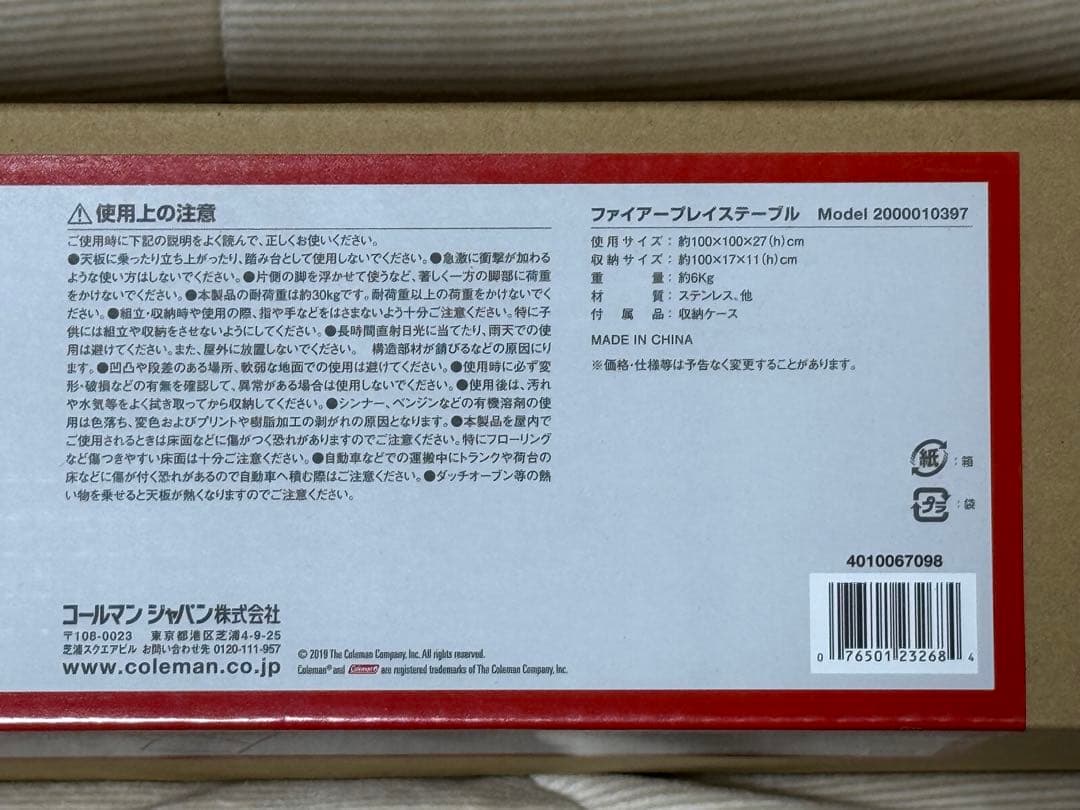 ⚠使用上の注意
ご使用時に下記の説明をよく読んで、正しくお使いください。
●天板に乗ったり立ち上がったり、踏み台として使用しないでください。●急激に衝撃が加わる
ような使い方はしないでください。●片側の脚を浮かせて使うなど、著しく一方の脚部に荷重
をかけないでください。●本製品の耐荷重は約30kgです。耐荷重以上の荷重をかけないでく
ださい。●組立・収納時や使用の際、指や手などをはさまないよう十分ご注意ください。特に子
供には組立や収納をさせないようにしてください。●長時間直射日光に当てたり、雨天での使
用は避けてください。また、屋外に放置しないでください。 構造部材が錆びるなどの原因にり
ます。●凹凸や段差のある場所、軟弱な地面での使用は避けてください。●使用時に必ず変
形・破損などの有無を確認して、異常がある場合は使用しないでください。●使用後は、汚れ
や水気等をよく拭き取ってから収納してください。●シンナー、ベンジンなどの有機溶剤の使
用は色落ち、変色およびプリントや樹脂加工の剥がれの原因となります。●本製品を屋内で
ご使用されるときは床面などに傷がつく恐れがありますのでご注意ください。特にフローリング
など傷つきやすい床面は十分ご注意ください。●自動車などでの運搬中にトランクや荷台の
床などに傷が付く恐れがあるので自動車へ積む際はご注意ください。●ダッチオーブン等の熱
い物を乗せると天板が熱くなりますのでご注意ください。
コールマン ジャパン株式会社
〒108-0023 東京都港区芝浦4-9-25
芝浦スクエアビル お問い合わせ先 0120-111-957
www.coleman.co.jp
© 2019 The Coleman Company, Inc. All rights reserved.
Coleman® and Coleman® are registered trademarks of The Coleman Company, Inc.
ファイアープレイステーブル Model 2000010397
使用サイズ：約100×100×27(h)cm
収納サイズ：約100×17×11(h)cm
重量：約6Kg
材質：ステンレス、他
付属品：収納ケース
MADE IN CHINA
※価格・仕様等は予告なく変更することがあります。
紙：箱
プラ：袋
4010067098
0 76501 23268 4